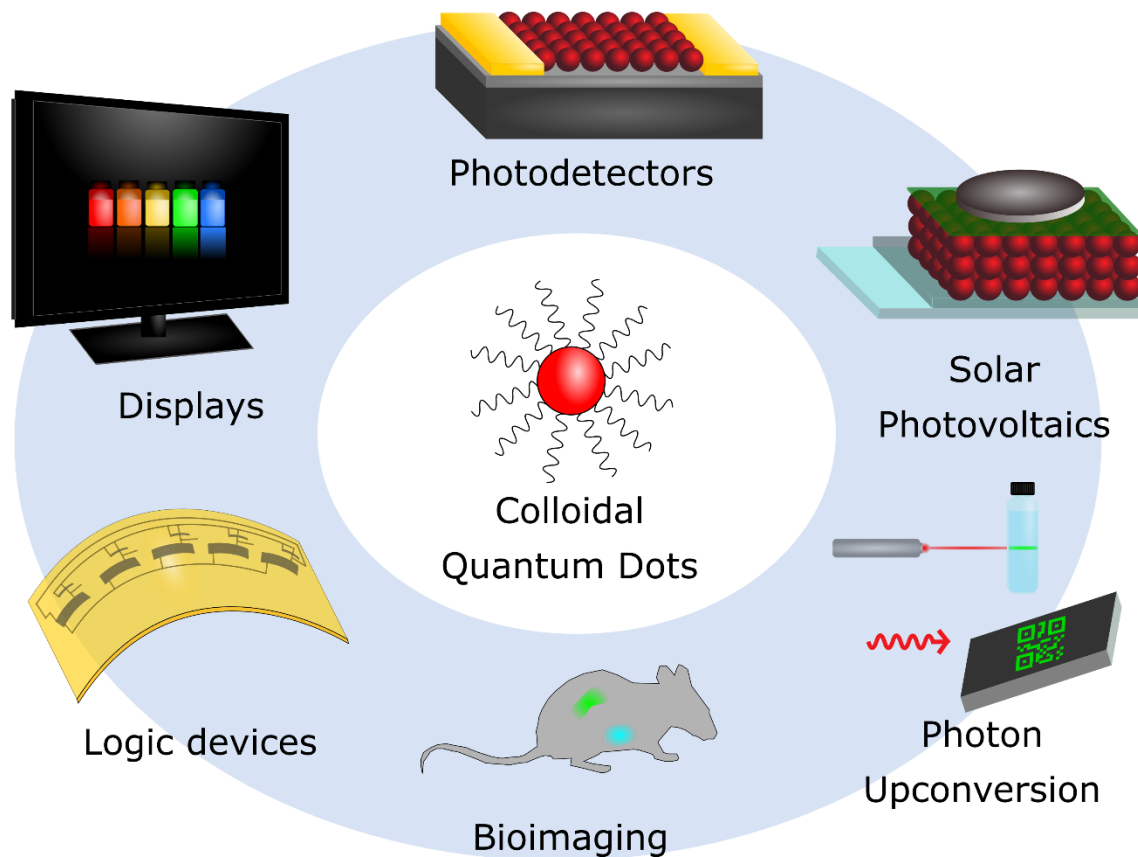 Photodetectors
Displays
Solar
Photovoltaics
Colloidal
Quantum Dots
Logic devices
Photon
Upconversion
Bioimaging